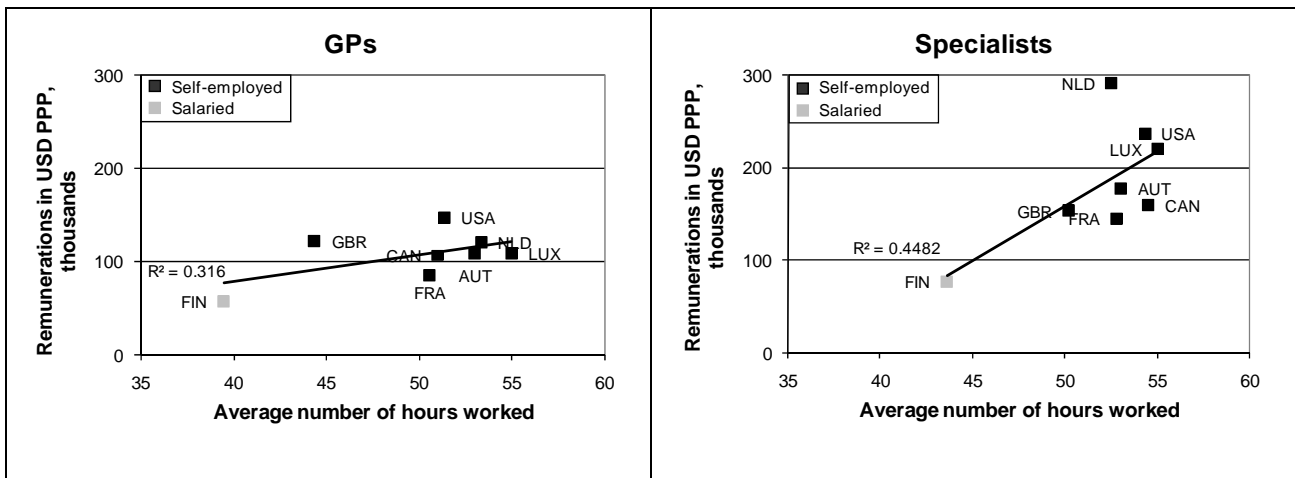 GPs
Remunerations in USD PPP,
thousands
Self-employed
Salaried
300
200
100
0
USA
GBR
NLD
CAN
LUX
AUT
FRA
R² = 0.316
FIN
35 40 45 50 55 60
Average number of hours worked
Specialists
Remunerations in USD PPP,
thousands
Self-employed
Salaried
300
200
100
0
NLD
USA
LUX
AUT
CAN
GBR
FRA
R² = 0.4482
FIN
35 40 45 50 55 60
Average number of hours worked